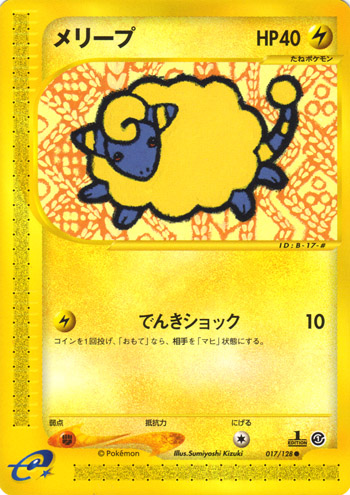 メリープ HP40
たねポケモン
ID:B-17-#
でんきショック 10
コインを1回投げ、「おもて」なら、相手を「マヒ」状態にする。
弱点 抵抗力 にげる
©Pokémon Illus.Sumiyoshi Kizuki 017/128
1 EDITION
e